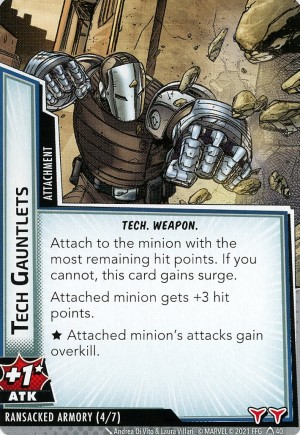 TECH GAUNTLETS
ATTACHMENT
TECH. WEAPON.
Attach to the minion with the
most remaining hit points. If you
cannot, this card gains surge.
Attached minion gets +3 hit
points.
★ Attached minion's attacks gain
overkill.
+1
ATK
RANSACKED ARMORY (4/7)
Andrea Di Vito & Laura Villari. © MARVEL © 2021 FFG
40